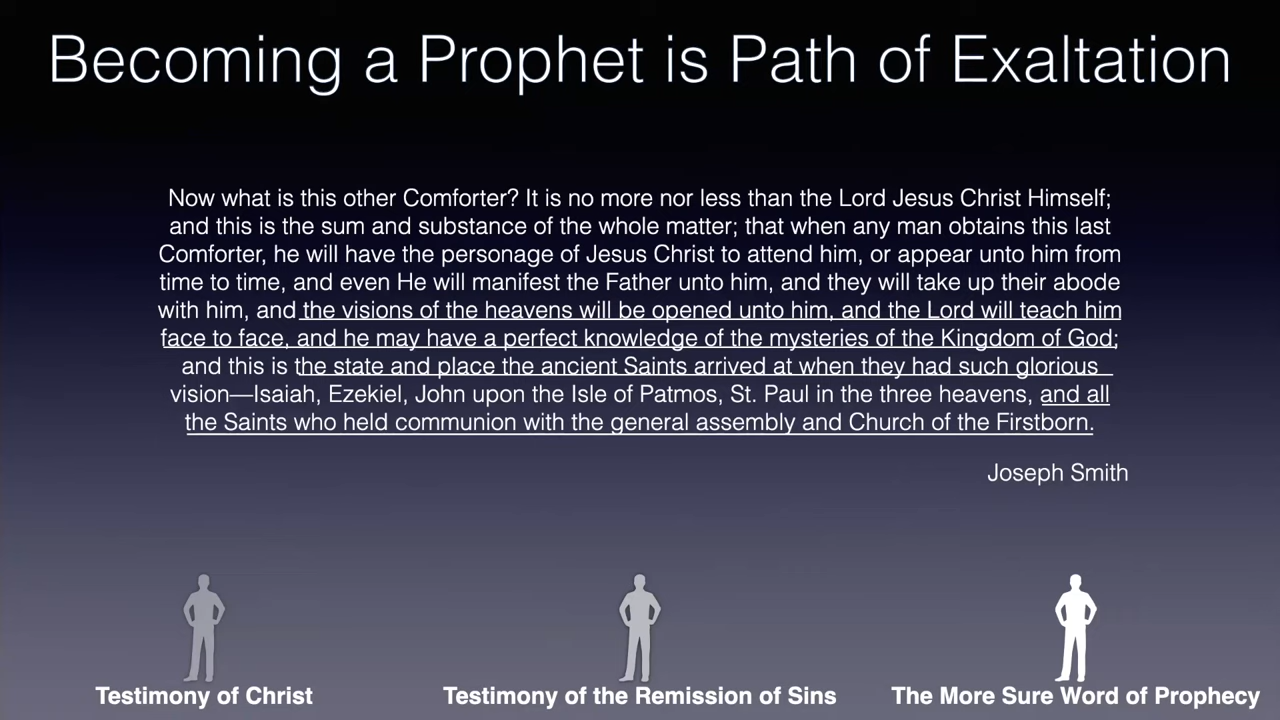 Becoming a Prophet is Path of Exaltation
Now what is this other Comforter? It is no more nor less than the Lord Jesus Christ Himself;
and this is the sum and substance of the whole matter; that when any man obtains this last
Comforter, he will have the personage of Jesus Christ to attend him, or appear unto him from
time to time, and even He will manifest the Father unto him, and they will take up their abode
with him, and the visions of the heavens will be opened unto him, and the Lord will teach him
face to face, and he may have a perfect knowledge of the mysteries of the Kingdom of God;
and this is the state and place the ancient Saints arrived at when they had such glorious
vision—Isaiah, Ezekiel, John upon the Isle of Patmos, St. Paul in the three heavens, and all
the Saints who held communion with the general assembly and Church of the Firstborn.
Joseph Smith
Testimony of Christ
Testimony of the Remission of Sins
The More Sure Word of Prophecy